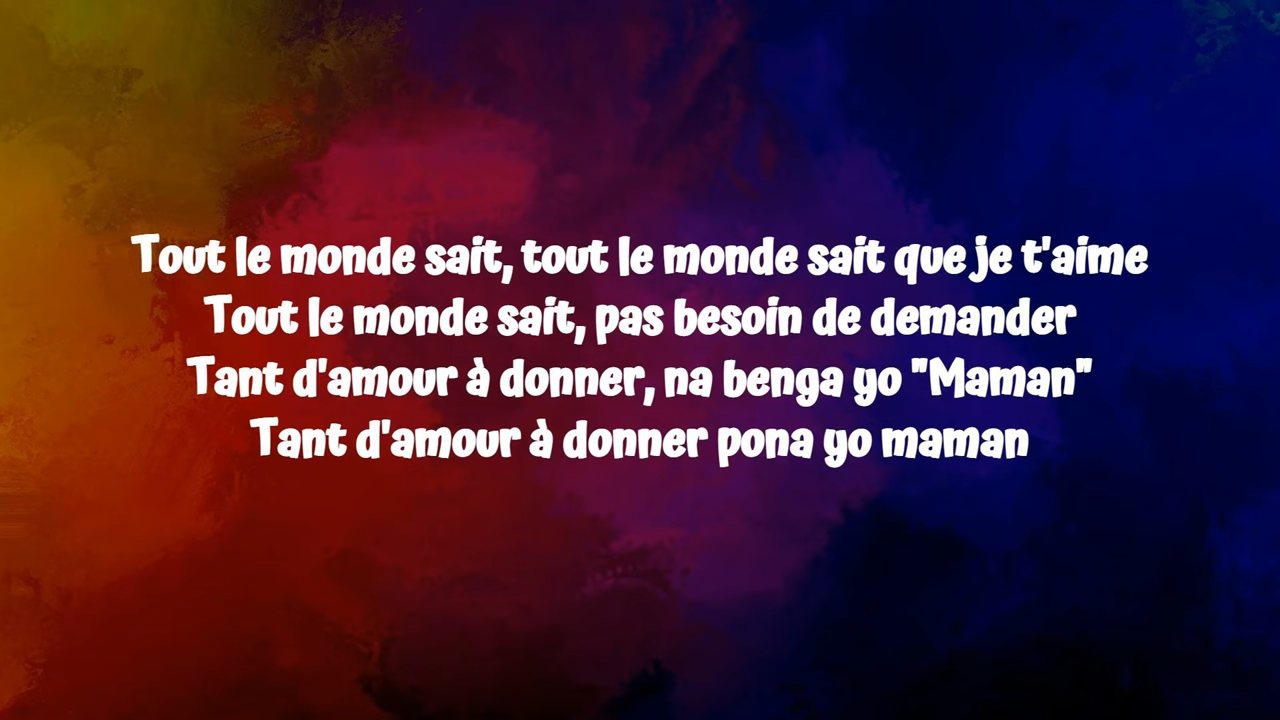 Tout le monde sait, tout le monde sait que je t'aime
Tout le monde sait, pas besoin de demander
Tant d'amour à donner, na benga yo "Maman"
Tant d'amour à donner pona yo maman